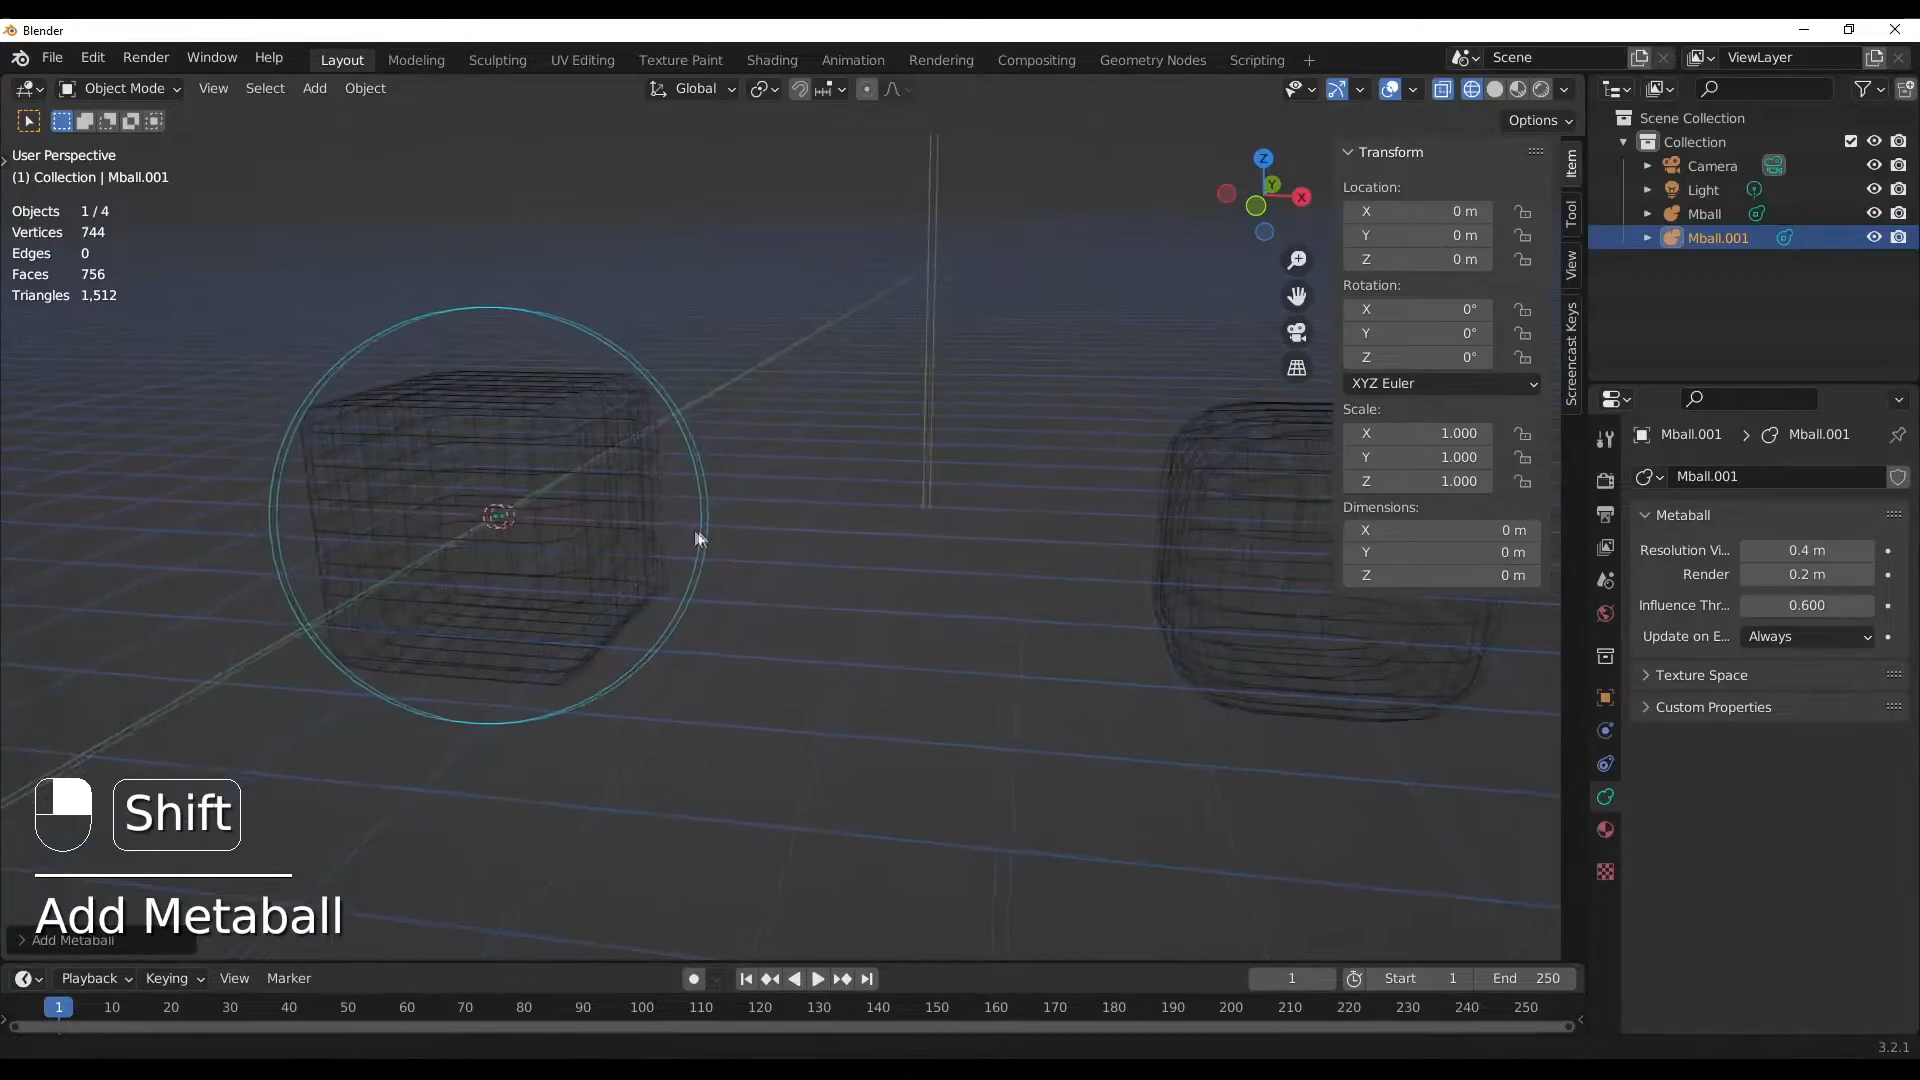 Blender
File Edit Render Window Help Layout Modeling Sculpting UV Editing Texture Paint Shading Animation Rendering Compositing Geometry Nodes Scripting + Scene ViewLayer
Object Mode View Select Add Object Global
Options
User Perspective
(1) Collection | Mball.001
Objects 1 / 4
Vertices 744
Edges 0
Faces 756
Triangles 1,512
Z
Y
X
Transform
Location:
X 0 m
Y 0 m
Z 0 m
Rotation:
X 0°
Y 0°
Z 0°
XYZ Euler
Scale:
X 1.000
Y 1.000
Z 1.000
Dimensions:
X 0 m
Y 0 m
Z 0 m
Item
Tool
View
Screencast Keys
Scene Collection
Collection
Camera
Light
Mball
Mball.001
Mball.001 > Mball.001
Mball.001
Metaball
Resolution Vi... 0.4 m
Render 0.2 m
Influence Thr... 0.600
Update on E... Always
Texture Space
Custom Properties
Shift
Add Metaball
Add Metaball
Playback Keying View Marker 1 Start 1 End 250
1 10 20 30 40 50 60 70 80 90 100 110 120 130 140 150 160 170 180 190 200 210 220 230 240 250
3.2.1